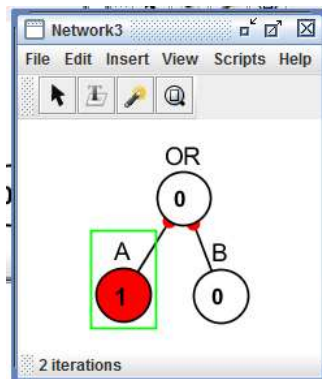 Network3
File Edit Insert View Scripts Help
OR
0
A
B
1
0
2 iterations